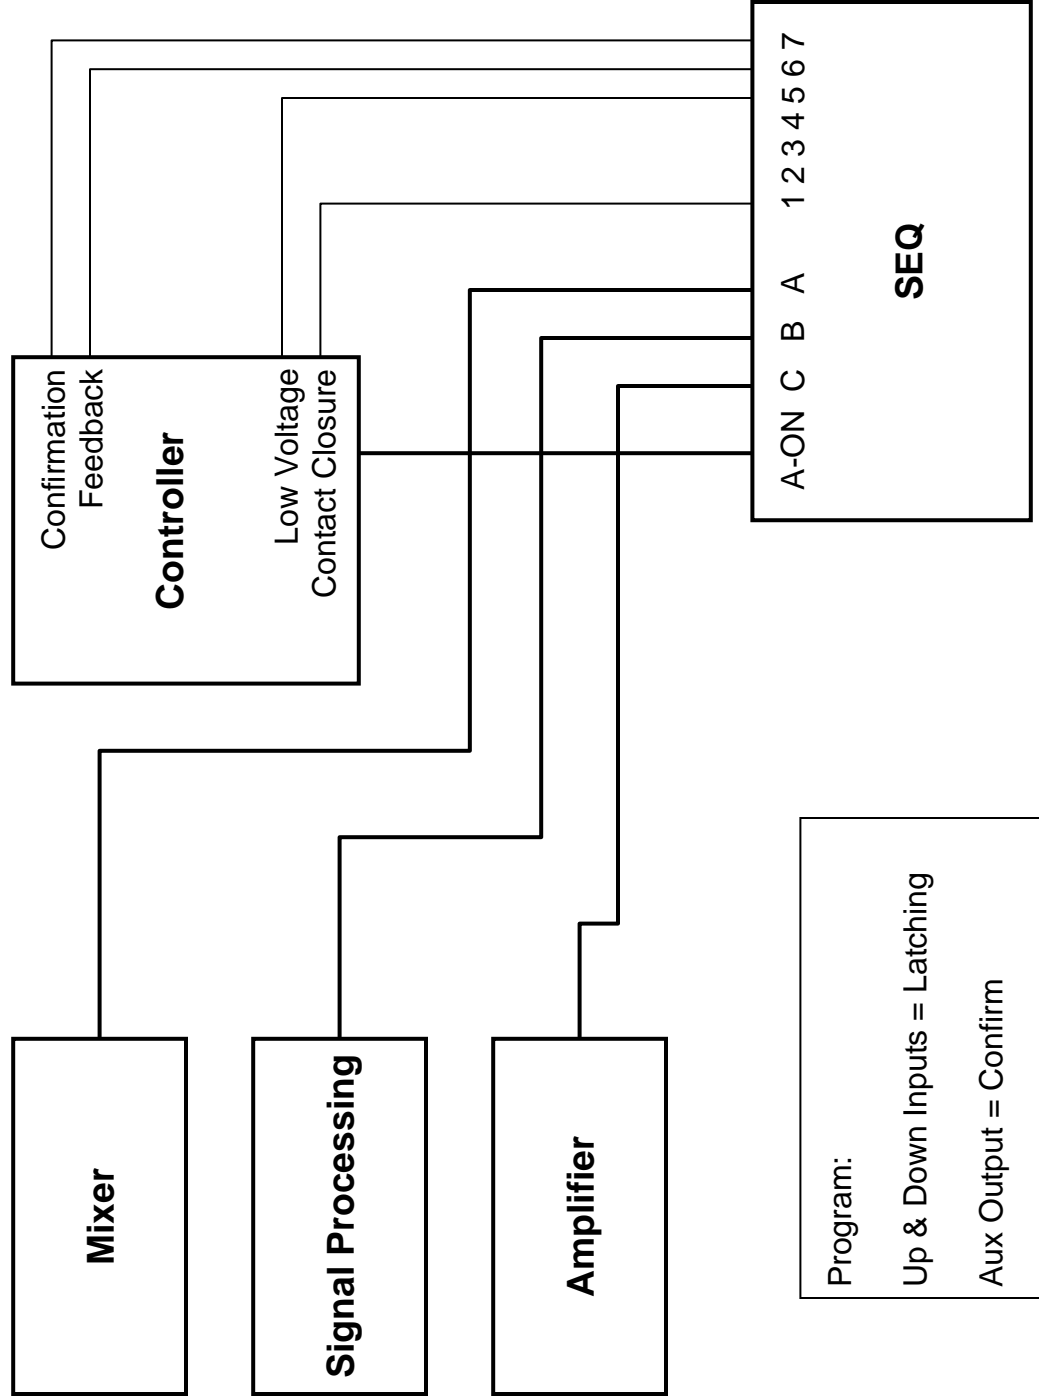 Mixer
Signal Processing
Amplifier
Confirmation
Feedback
Controller
Low Voltage
Contact Closure
A-ON C B A 1 2 3 4 5 6 7
SEQ
Program:
Up & Down Inputs = Latching
Aux Output = Confirm